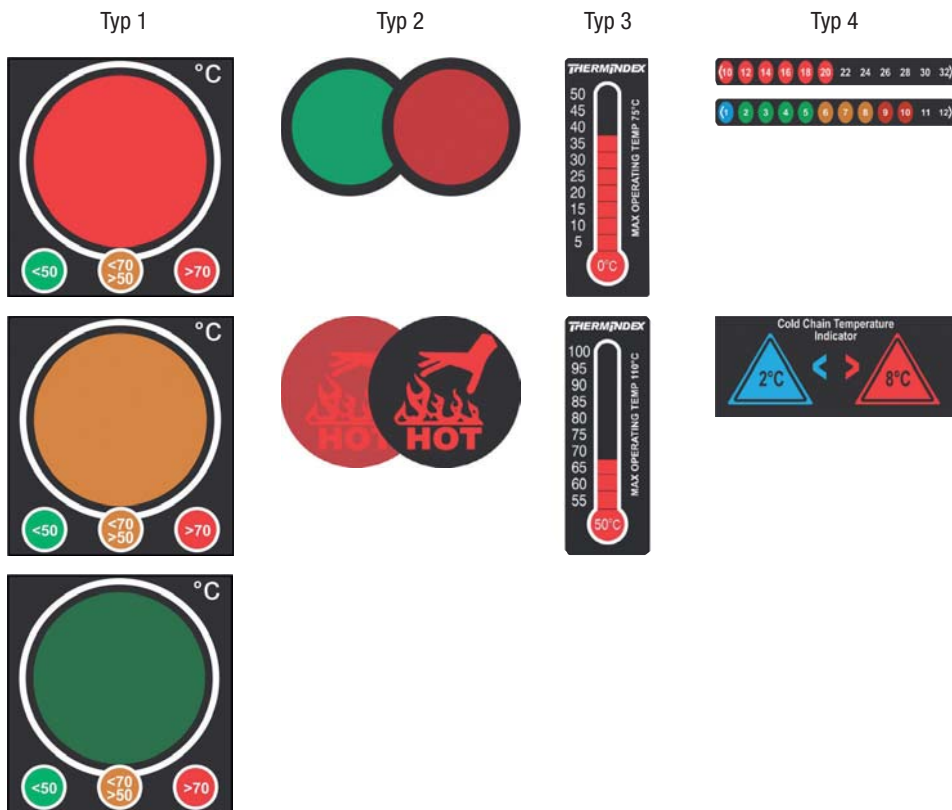 Typ 1
Typ 2
Typ 3
Typ 4
°C
<50
<70
>50
>70
°C
<50
<70
>50
>70
°C
<50
<70
>50
>70
HOT
HOT
THERMINDEX
50
45
40
35
30
25
20
15
10
5
0°C
MAX OPERATING TEMP 75°C
THERMINDEX
100
95
90
85
80
75
70
65
60
55
50°C
MAX OPERATING TEMP 110°C
(10 12 14 16 18 20 22 24 26 28 30 32)
(1 2 3 4 5 6 7 8 9 10 11 12)
Cold Chain Temperature
Indicator
2°C < > 8°C